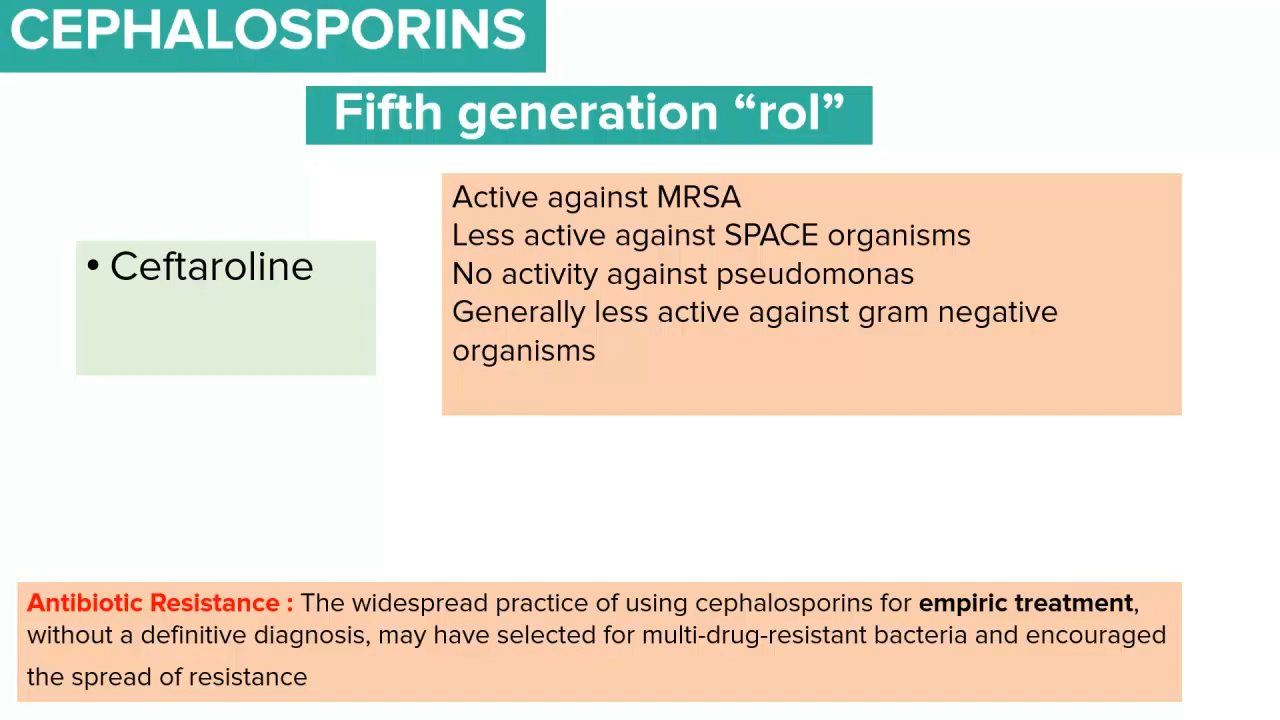 CEPHALOSPORINS
Fifth generation “rol”
• Ceftaroline
Active against MRSA
Less active against SPACE organisms
No activity against pseudomonas
Generally less active against gram negative
organisms
Antibiotic Resistance : The widespread practice of using cephalosporins for empiric treatment,
without a definitive diagnosis, may have selected for multi-drug-resistant bacteria and encouraged
the spread of resistance